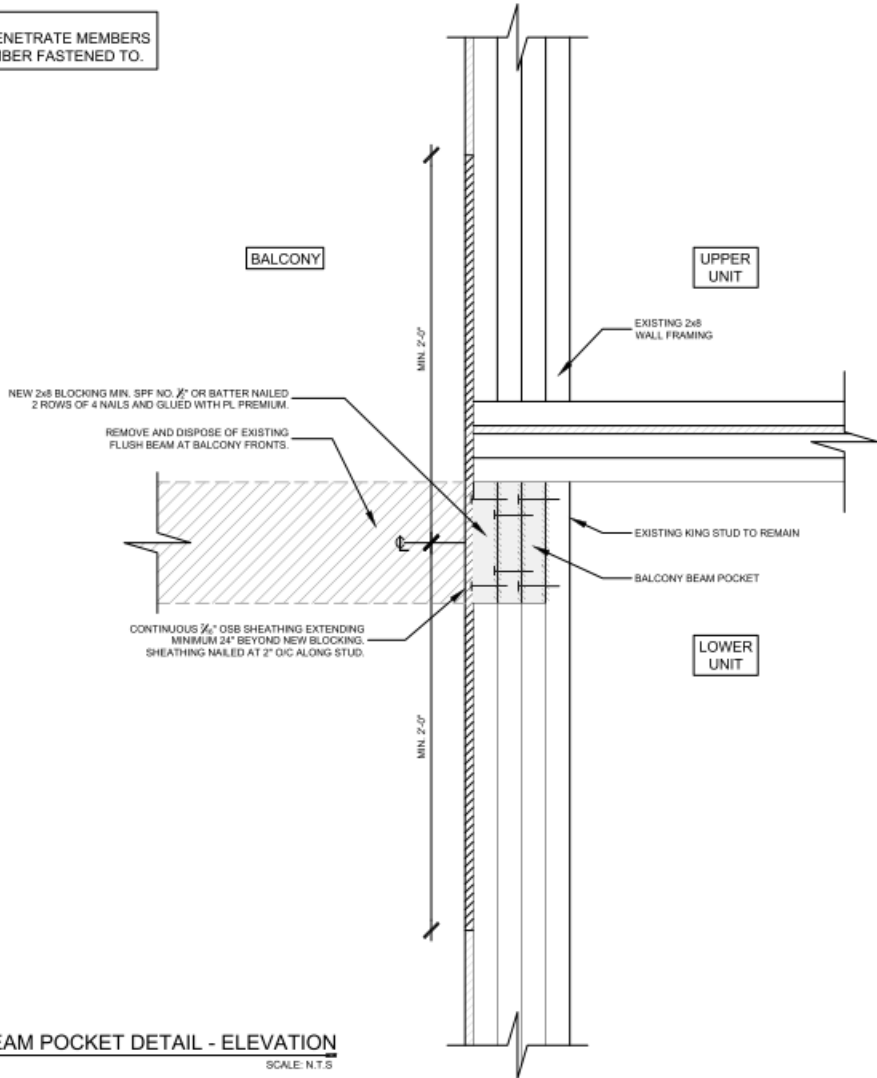 ENETRATE MEMBERS
BER FASTENED TO.
BALCONY
UPPER
UNIT
MIN. 2'-0"
EXISTING 2x8
WALL FRAMING
NEW 2x8 BLOCKING MIN. SPF NO. ½" OR BATTER NAILED
2 ROWS OF 4 NAILS AND GLUED WITH PL PREMIUM.
REMOVE AND DISPOSE OF EXISTING
FLUSH BEAM AT BALCONY FRONTS.
EXISTING KING STUD TO REMAIN
BALCONY BEAM POCKET
CONTINUOUS OSB SHEATHING EXTENDING
MINIMUM 24" BEYOND NEW BLOCKING.
SHEATHING NAILED AT 2" O/C ALONG STUD.
LOWER
UNIT
MIN. 2'-0"
EAM POCKET DETAIL - ELEVATION
SCALE: N.T.S